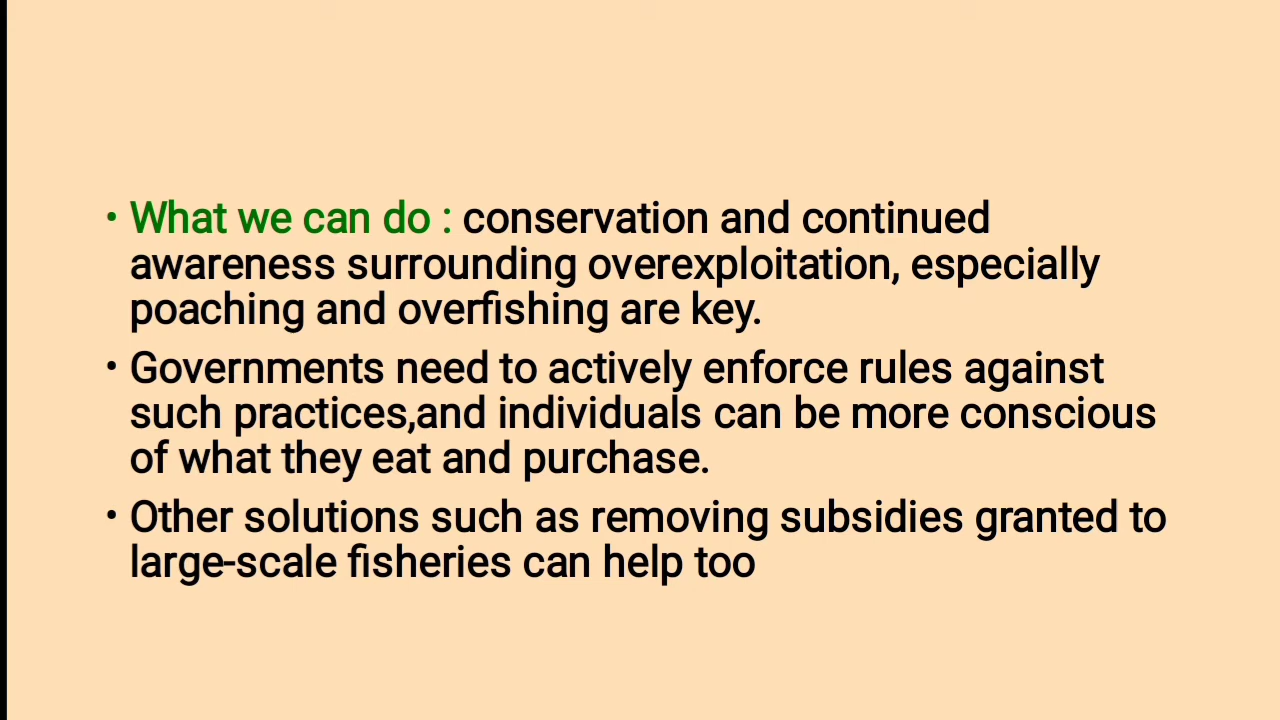 • What we can do : conservation and continued
awareness surrounding overexploitation, especially
poaching and overfishing are key.
• Governments need to actively enforce rules against
such practices,and individuals can be more conscious
of what they eat and purchase.
• Other solutions such as removing subsidies granted to
large-scale fisheries can help too